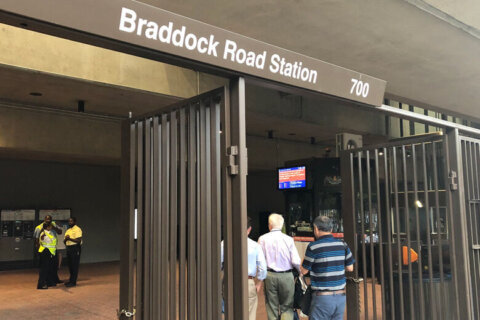 Braddock Road Station 700